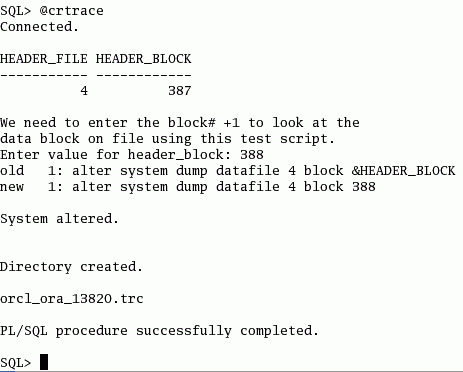 SQL> @crtrace
Connected.
HEADER_FILE HEADER_BLOCK
----------- ------------
          4          387
We need to enter the block# +1 to look at the
data block on file using this test script.
Enter value for header_block: 388
old   1: alter system dump datafile 4 block &HEADER_BLOCK
new   1: alter system dump datafile 4 block 388
System altered.
Directory created.
orcl_ora_13820.trc
PL/SQL procedure successfully completed.
SQL>